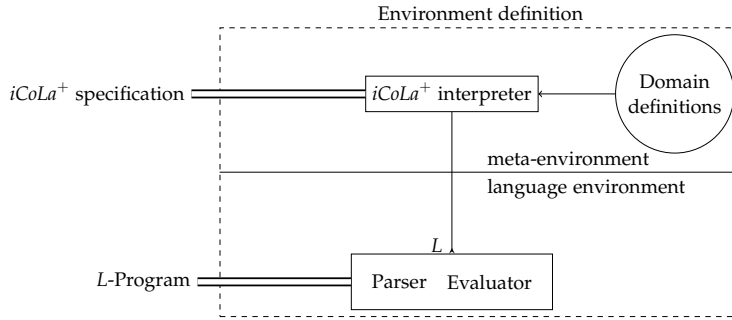 Environment definition
iCoLa⁺ specification
iCoLa⁺ interpreter
Domain
definitions
meta-environment
language environment
L
L-Program
Parser Evaluator